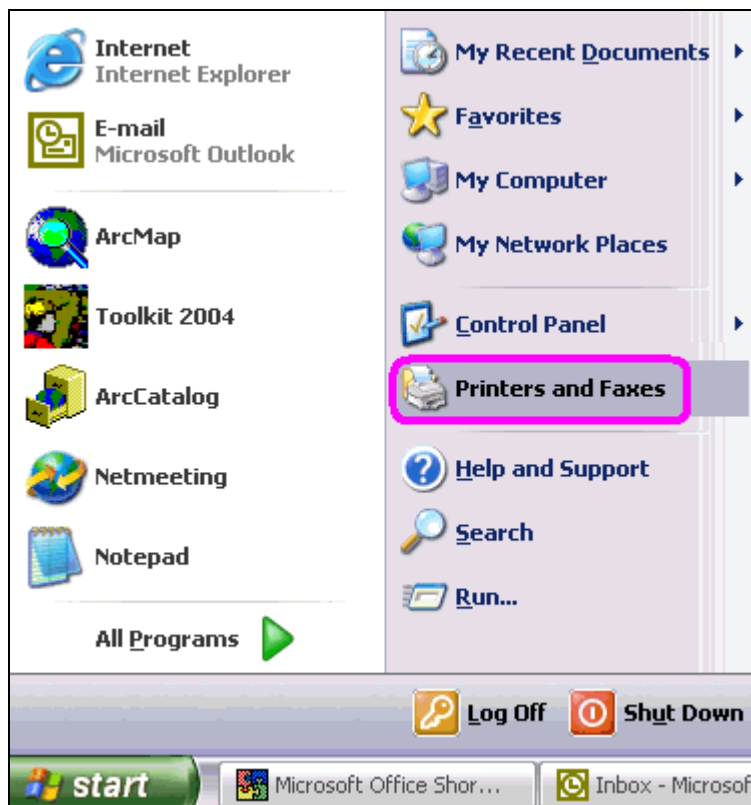 Internet
Internet Explorer
E-mail
Microsoft Outlook
ArcMap
Toolkit 2004
ArcCatalog
Netmeeting
Notepad
All Programs
My Recent Documents
Favorites
My Computer
My Network Places
Control Panel
Printers and Faxes
Help and Support
Search
Run...
Log Off
Shut Down
start
Microsoft Office Shor...
Inbox - Microsof